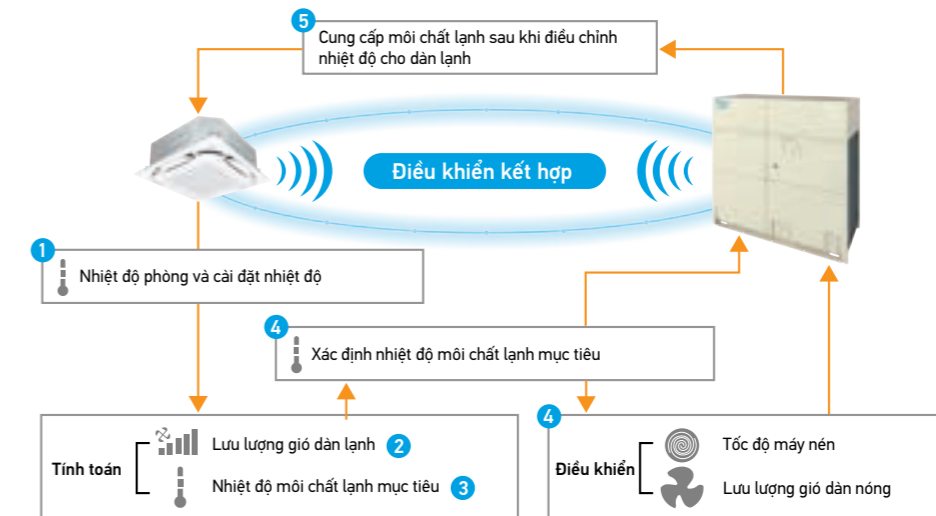 5
Cung cấp môi chất lạnh sau khi điều chỉnh
nhiệt độ cho dàn lạnh
Điều khiển kết hợp
1
Nhiệt độ phòng và cài đặt nhiệt độ
4
Xác định nhiệt độ môi chất lạnh mục tiêu
Tính toán
Lưu lượng gió dàn lạnh 2
Nhiệt độ môi chất lạnh mục tiêu 3
4
Điều khiển
Tốc độ máy nén
Lưu lượng gió dàn nóng